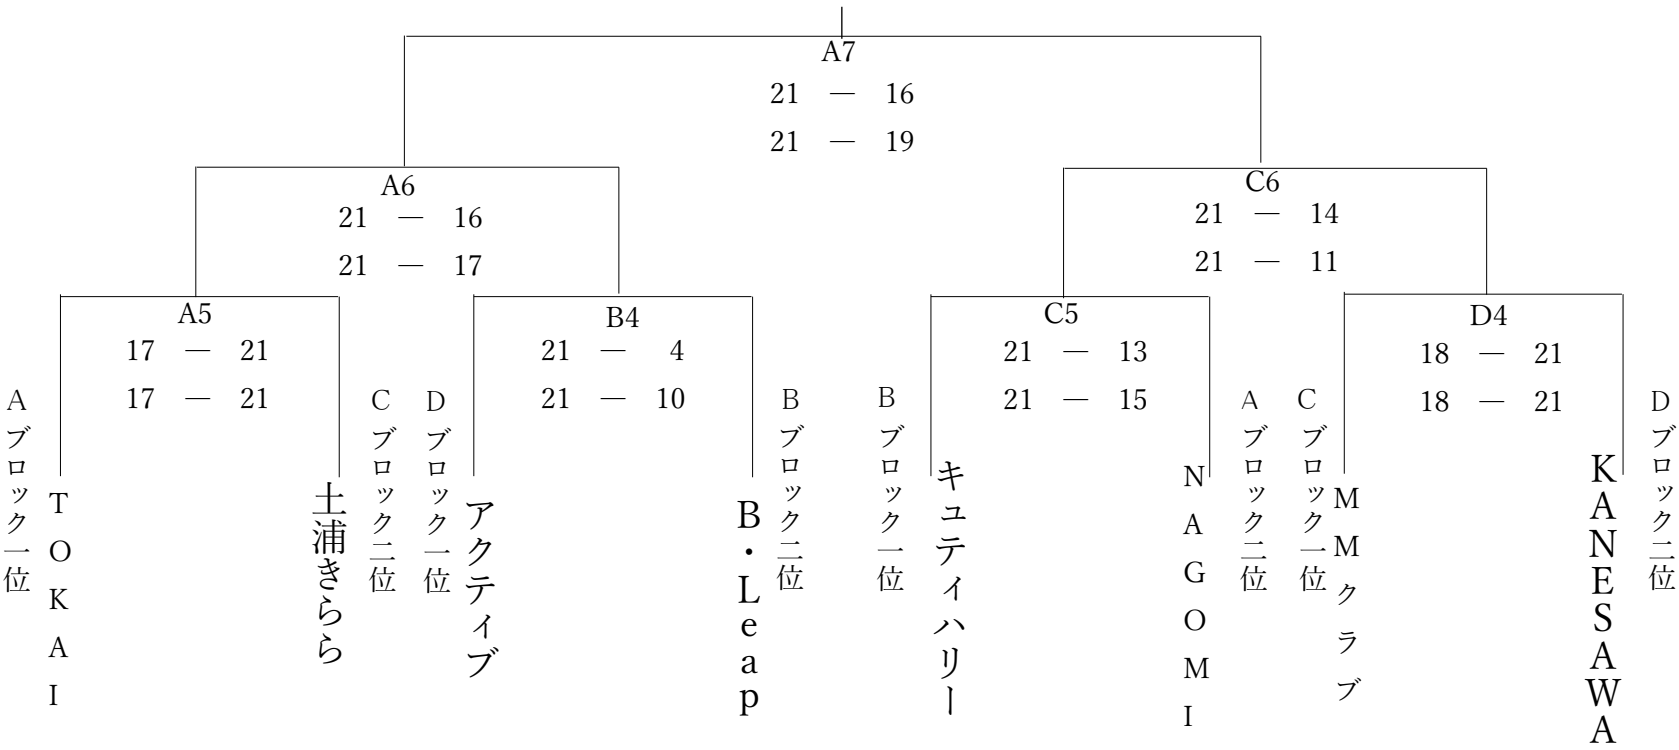 A7
21 — 16
21 — 19
A6
21 — 16
21 — 17
C6
21 — 14
21 — 11
A5
17 — 21
17 — 21
B4
21 — 4
21 — 10
C5
21 — 13
21 — 15
D4
18 — 21
18 — 21
Aブロック一位
TOKAI
土浦きらら
Cブロック二位
Dブロック一位
アクティブ
B・Leap
Bブロック二位
Bブロック一位
キュティハリー
NAGOMI
Aブロック二位
Cブロック一位
MMクラブ
KANESAWA
Dブロック二位